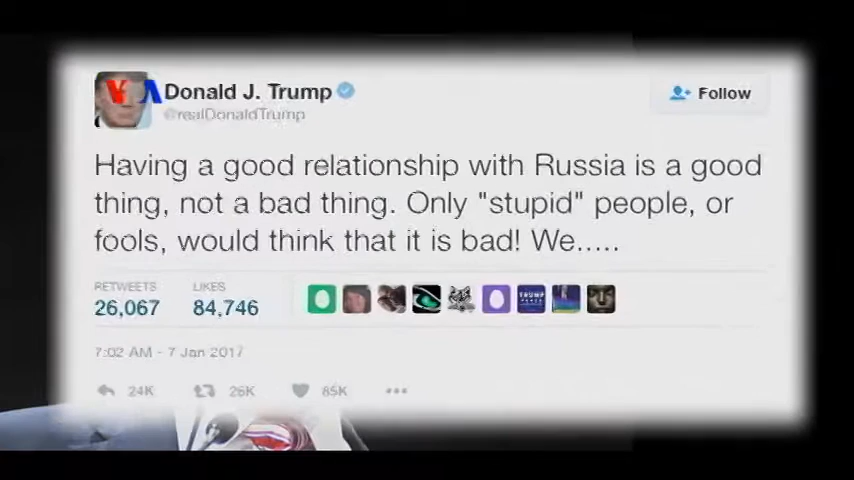 VOA
Donald J. Trump
@realDonaldTrump
Follow
Having a good relationship with Russia is a good
thing, not a bad thing. Only "stupid" people, or
fools, would think that it is bad! We.....
RETWEETS LIKES
26,067 84,746
TRUMP
7:02 AM - 7 Jan 2017
24K 26K 85K